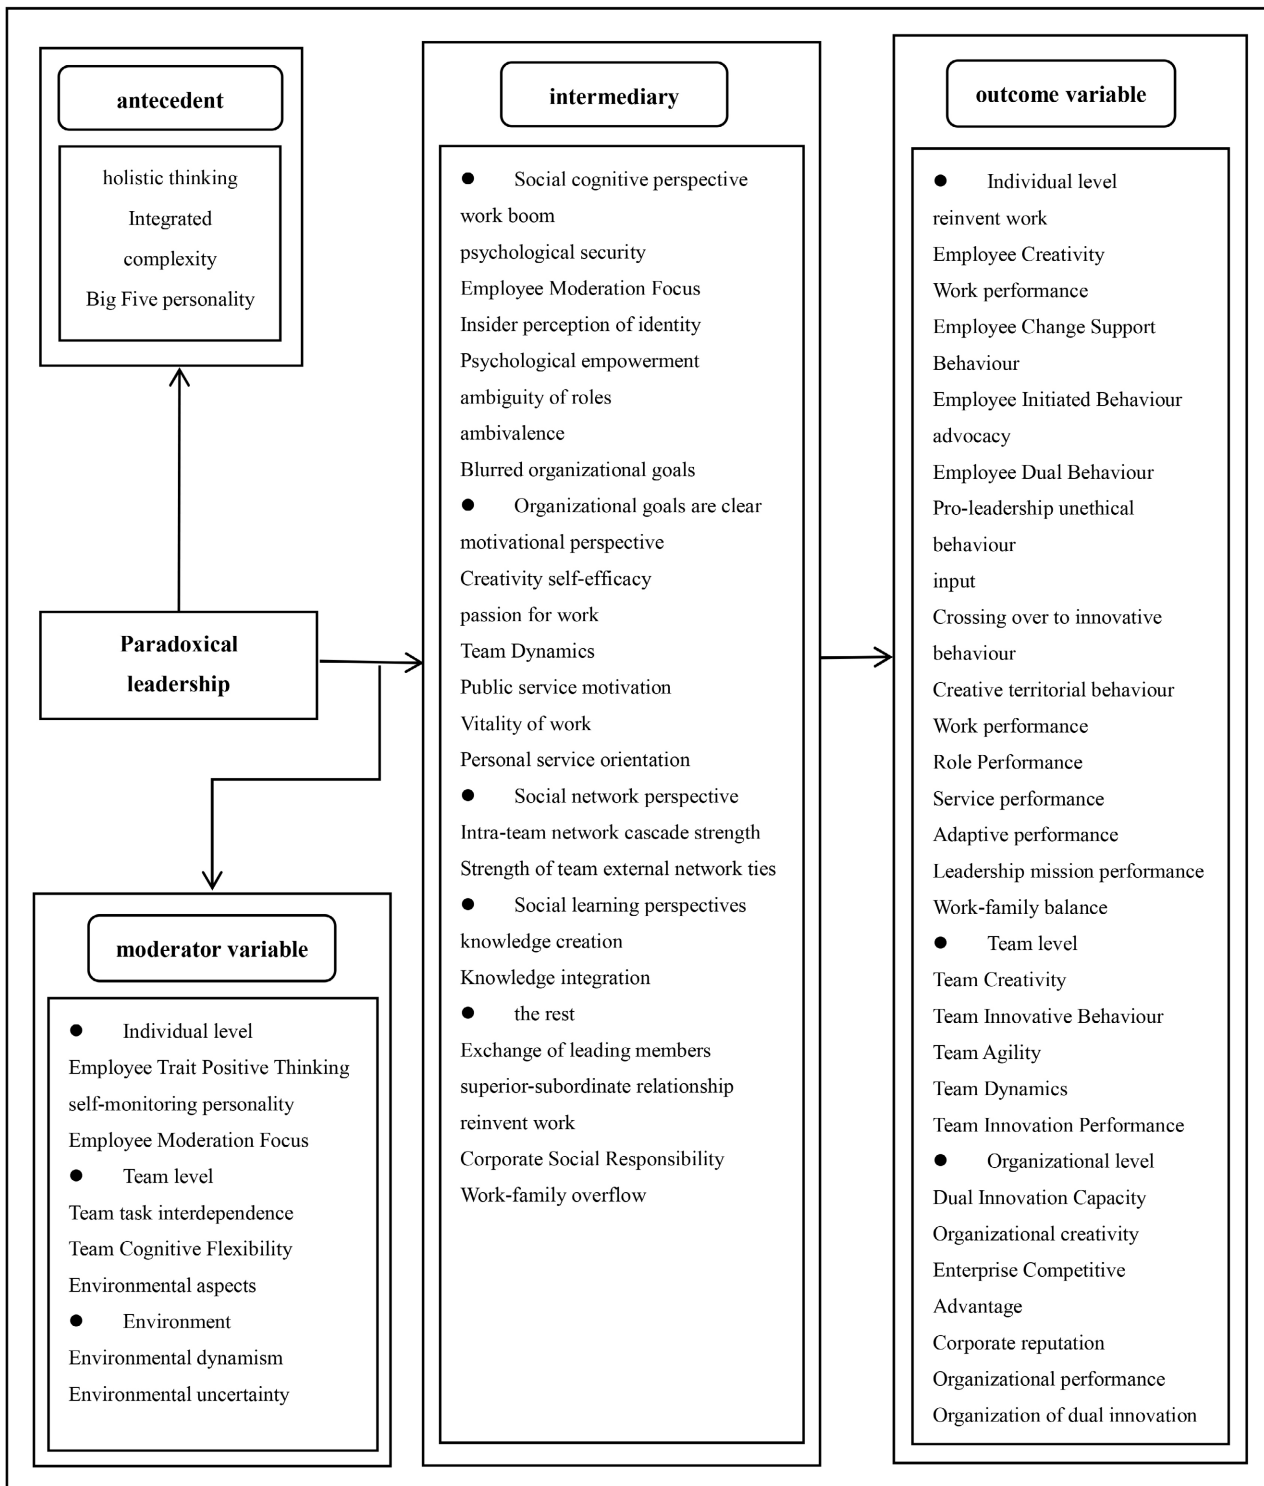 antecedent
holistic thinking
Integrated
complexity
Big Five personality
Paradoxical
leadership
moderator variable
● Individual level
Employee Trait Positive Thinking
self-monitoring personality
Employee Moderation Focus
● Team level
Team task interdependence
Team Cognitive Flexibility
Environmental aspects
● Environment
Environmental dynamism
Environmental uncertainty
intermediary
● Social cognitive perspective
work boom
psychological security
Employee Moderation Focus
Insider perception of identity
Psychological empowerment
ambiguity of roles
ambivalence
Blurred organizational goals
● Organizational goals are clear
motivational perspective
Creativity self-efficacy
passion for work
Team Dynamics
Public service motivation
Vitality of work
Personal service orientation
● Social network perspective
Intra-team network cascade strength
Strength of team external network ties
● Social learning perspectives
knowledge creation
Knowledge integration
● the rest
Exchange of leading members
superior-subordinate relationship
reinvent work
Corporate Social Responsibility
Work-family overflow
outcome variable
● Individual level
reinvent work
Employee Creativity
Work performance
Employee Change Support
Behaviour
Employee Initiated Behaviour
advocacy
Employee Dual Behaviour
Pro-leadership unethical
behaviour
input
Crossing over to innovative
behaviour
Creative territorial behaviour
Work performance
Role Performance
Service performance
Adaptive performance
Leadership mission performance
Work-family balance
● Team level
Team Creativity
Team Innovative Behaviour
Team Agility
Team Dynamics
Team Innovation Performance
● Organizational level
Dual Innovation Capacity
Organizational creativity
Enterprise Competitive
Advantage
Corporate reputation
Organizational performance
Organization of dual innovation